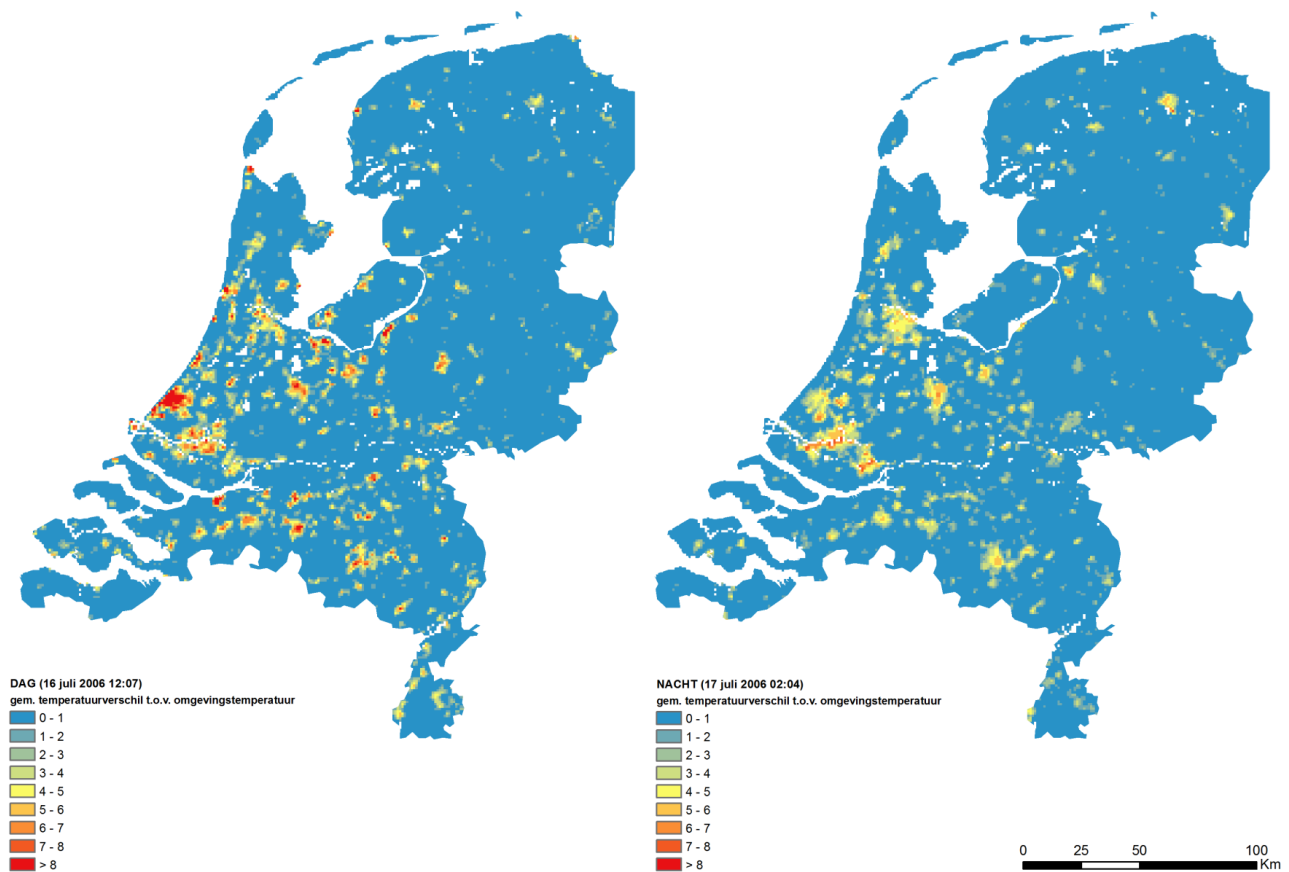 DAG (16 juli 2006 12:07)
gem. temperatuurverschil t.o.v. omgevingstemperatuur
0 - 1
1 - 2
2 - 3
3 - 4
4 - 5
5 - 6
6 - 7
7 - 8
> 8
NACHT (17 juli 2006 02:04)
gem. temperatuurverschil t.o.v. omgevingstemperatuur
0 - 1
1 - 2
2 - 3
3 - 4
4 - 5
5 - 6
6 - 7
7 - 8
> 8
0 25 50 100
Km